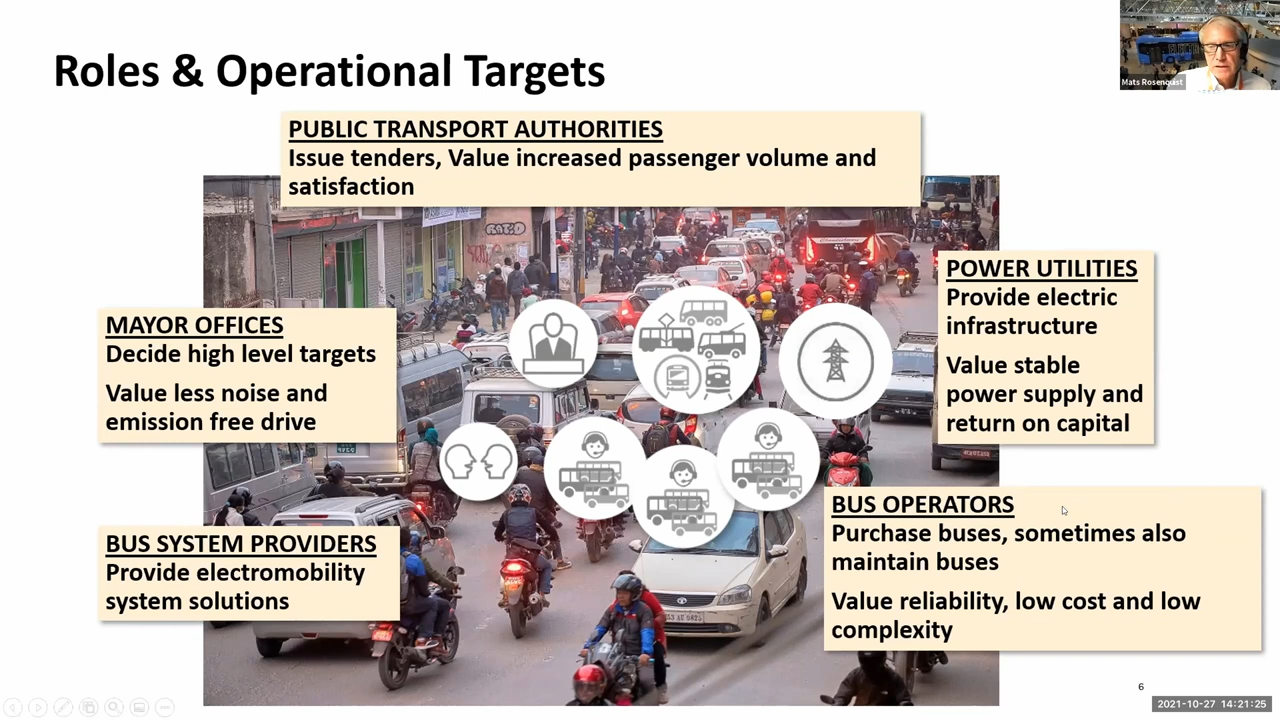 Roles & Operational Targets
Mats Rosenquist
PUBLIC TRANSPORT AUTHORITIES
Issue tenders, Value increased passenger volume and
satisfaction
POWER UTILITIES
Provide electric
infrastructure
Value stable
power supply and
return on capital
MAYOR OFFICES
Decide high level targets
Value less noise and
emission free drive
BUS SYSTEM PROVIDERS
Provide electromobility
system solutions
BUS OPERATORS
Purchase buses, sometimes also
maintain buses
Value reliability, low cost and low
complexity
6
2021-10-27 14:21:25